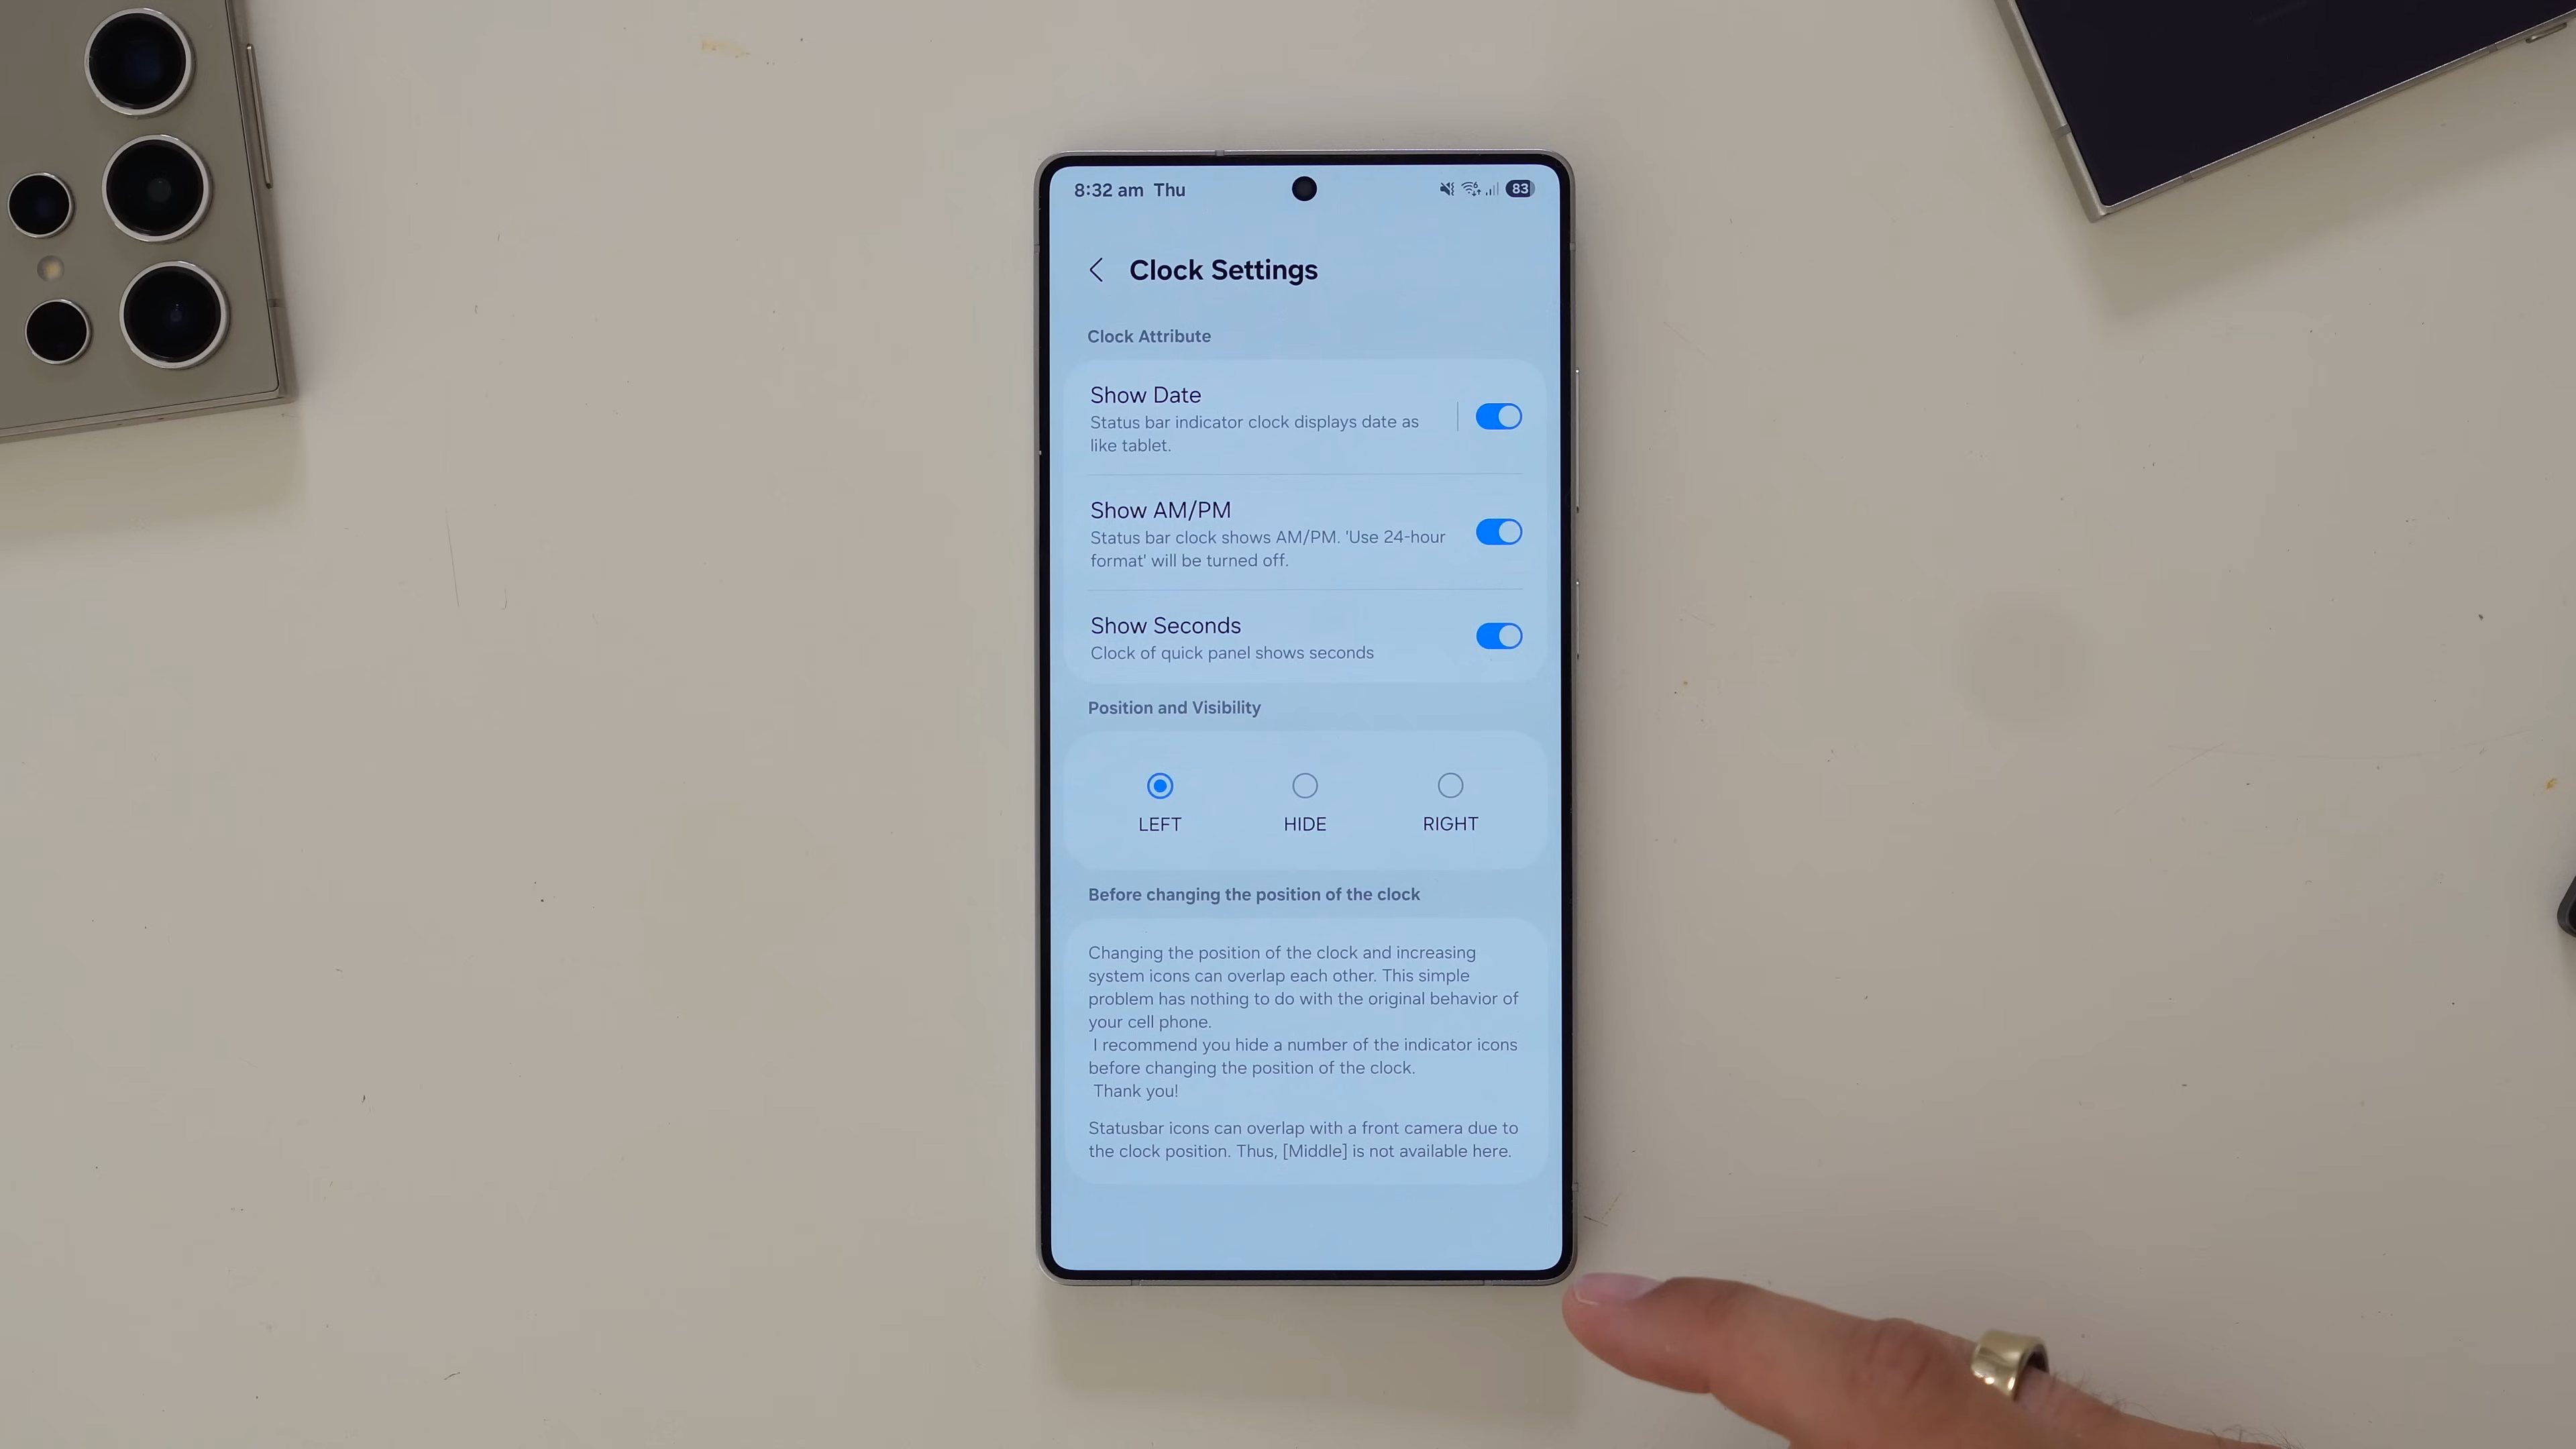 8:32 am Thu
83
Clock Settings
Clock Attribute
Show Date
Status bar indicator clock displays date as
like tablet.
Show AM/PM
Status bar clock shows AM/PM. 'Use 24-hour
format' will be turned off.
Show Seconds
Clock of quick panel shows seconds
Position and Visibility
LEFT
HIDE
RIGHT
Before changing the position of the clock
Changing the position of the clock and increasing
system icons can overlap each other. This simple
problem has nothing to do with the original behavior of
your cell phone.
I recommend you hide a number of the indicator icons
before changing the position of the clock.
Thank you!
Statusbar icons can overlap with a front camera due to
the clock position. Thus, [Middle] is not available here.